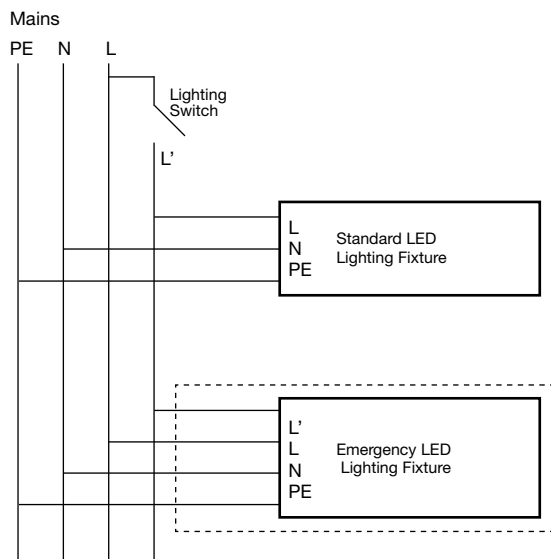 Mains
PE N L
Lighting
Switch
L'
L
N
PE
Standard LED
Lighting Fixture
L'
L
N
PE
Emergency LED
Lighting Fixture